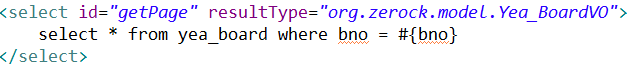 <select id="getPage" resultType="org.zerock.model.Yea_BoardVO">
    select * from yea_board where bno = #{bno}
</select>